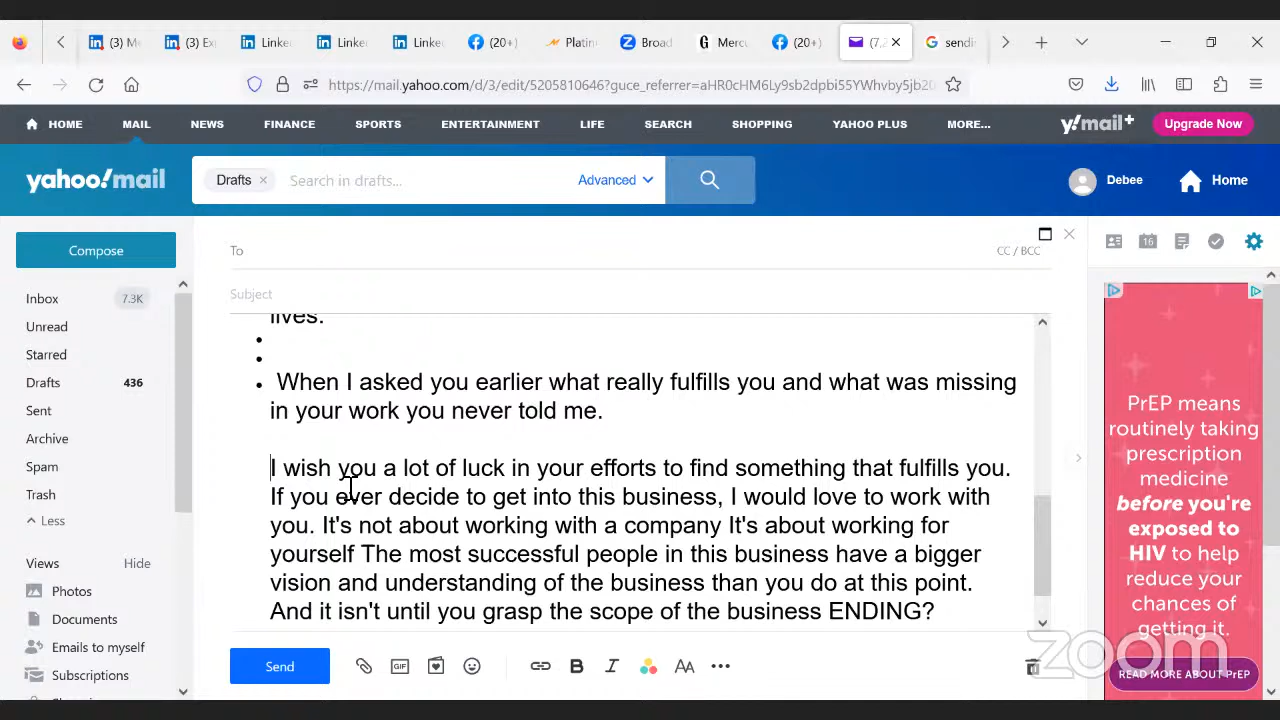 (3) M
(3) Ex
Linke
Linke
Linke
(20+)
Platin
Broad
G Merc
(20+)
(7.2
G sendi
https://mail.yahoo.com/d/3/edit/5205810646?guce_referrer=aHR0cHM6Ly9sb2dpbi55YWhvby5jb20
HOME MAIL NEWS FINANCE SPORTS ENTERTAINMENT LIFE SEARCH SHOPPING YAHOO PLUS MORE... y!mail+ Upgrade Now
yahoo!mail Drafts × Search in drafts... Advanced Debee Home
Compose
Inbox 7.3K
Unread
Starred
Drafts 436
Sent
Archive
Spam
Trash
Less
Views Hide
Photos
Documents
Emails to myself
Subscriptions
To CC / BCC
Subject
lives.
•
•
• When I asked you earlier what really fulfills you and what was missing
in your work you never told me.
I wish you a lot of luck in your efforts to find something that fulfills you.
If you ever decide to get into this business, I would love to work with
you. It's not about working with a company It's about working for
yourself The most successful people in this business have a bigger
vision and understanding of the business than you do at this point.
And it isn't until you grasp the scope of the business ENDING?
Send GIF B I AA •••
16
PrEP means
routinely taking
prescription
medicine
before you're
exposed to
HIV to help
reduce your
chances of
getting it.
READ MORE ABOUT PrEP
zoom